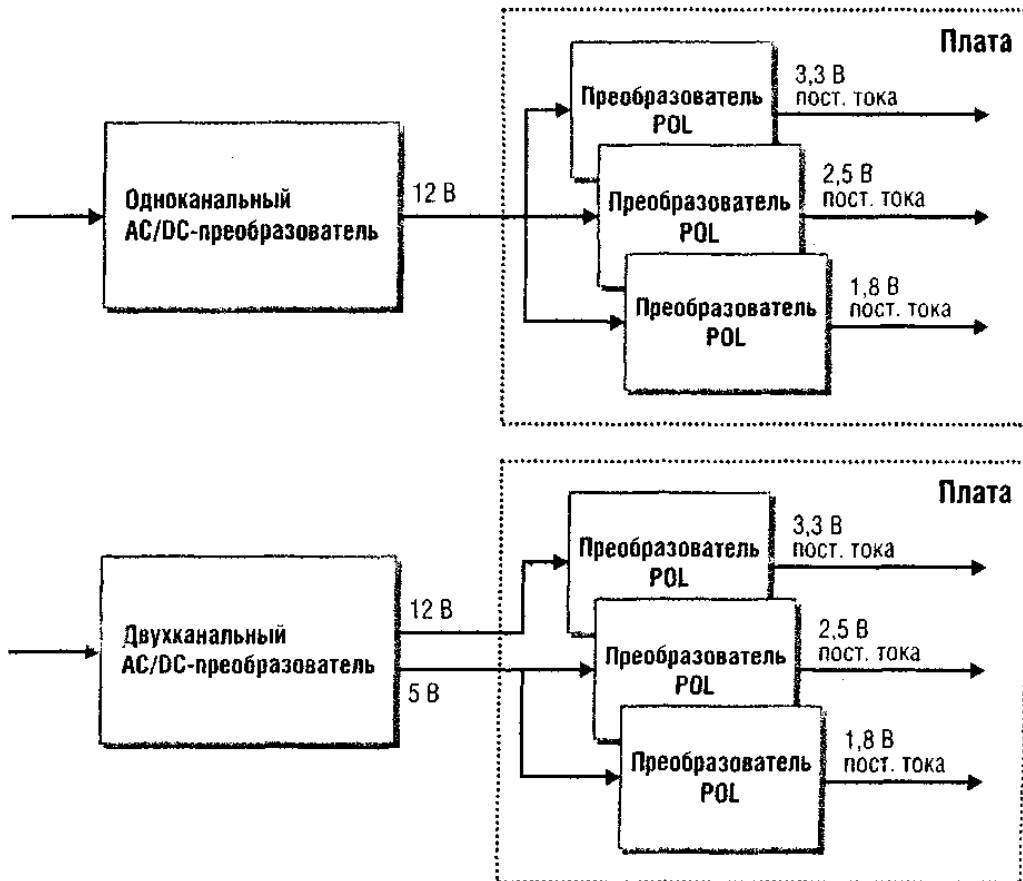 Плата
Преобразователь
POL
3,3 В
пост. тока
Одноканальный
AC/DC-преобразователь
12 В
Преобразователь
POL
2,5 В
пост. тока
Преобразователь
POL
1,8 В
пост. тока
Плата
Преобразователь
POL
3,3 В
пост. тока
Двухканальный
AC/DC-преобразователь
12 В
5 В
Преобразователь
POL
2,5 В
пост. тока
Преобразователь
POL
1,8 В
пост. тока